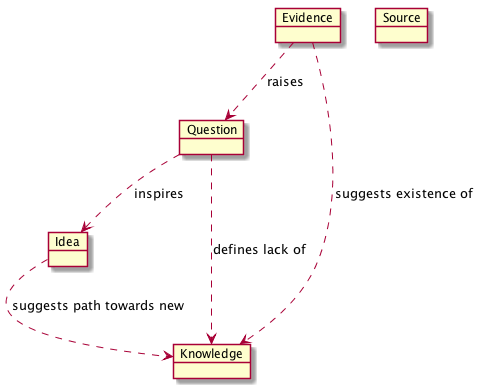 Evidence
Source
raises
Question
inspires
suggests existence of
Idea
defines lack of
suggests path towards new
Knowledge